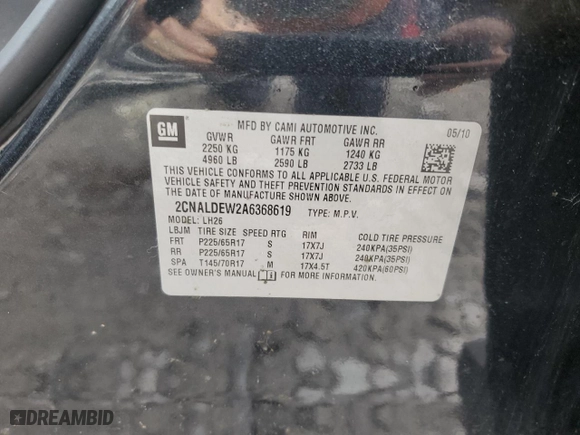 GM
MFD BY CAMI AUTOMOTIVE INC. 05/10
GVWR GAWR FRT GAWR RR
2250 KG 1175 KG 1240 KG
4960 LB 2590 LB 2733 LB
THIS VEHICLE CONFORMS TO ALL APPLICABLE U.S. FEDERAL MOTOR
VEHICLE SAFETY AND THEFT PREVENTION STANDARDS IN EFFECT ON
THE DATE OF MANUFACTURE SHOWN ABOVE.
2CNALDEW2A6368619 TYPE: M.P.V.
MODEL: LH26
LBJM TIRE SIZE SPEED RTG RIM COLD TIRE PRESSURE
FRT P225/65R17 S 17X7J 240KPA(35PSI)
RR P225/65R17 S 17X7J 240KPA(35PSI)
SPA T145/70R17 M 17X4.5T 420KPA(60PSI)
SEE OWNER'S MANUAL FOR MORE INFORMATION.
DREAMBID